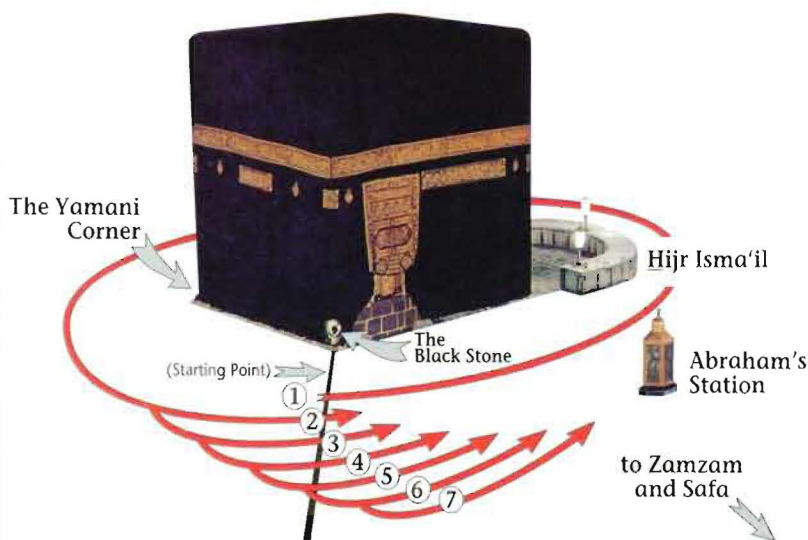 The Yamani
Corner
Hijr Isma‘il
The
Black Stone
(Starting Point)
Abraham's
Station
1
2
3
4
5
6
7
to Zamzam
and Safa